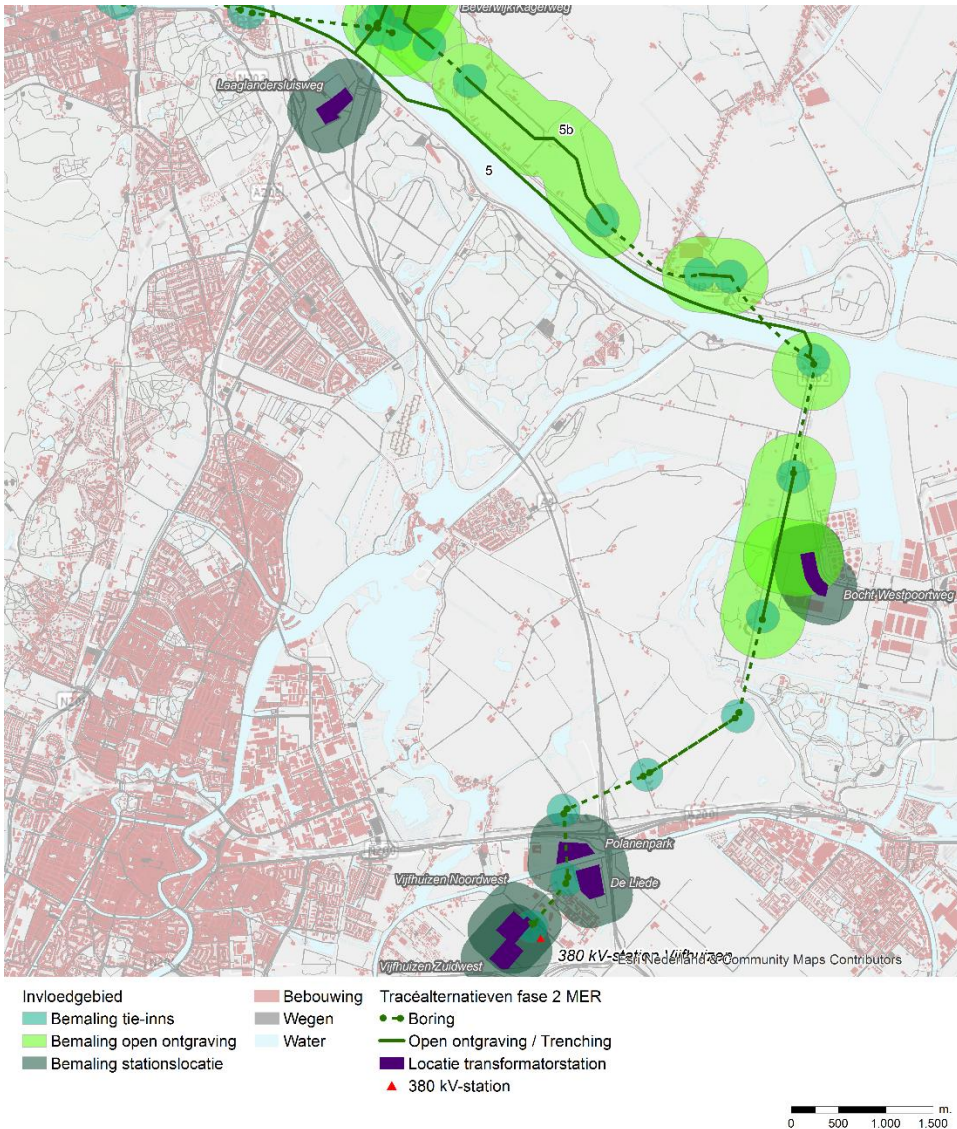 Beverwijk Kagerweg
Laaglandersluisweg
5b
5
Bocht Westpoortweg
Polanenpark
Vijfhuizen Noordwest
De Liede
380 kV-station Vijfhuizen
Vijfhuizen Zuidwest
Esri Nederland & Community Maps Contributors
Invloedgebied
Bemaling tie-inns
Bemaling open ontgraving
Bemaling stationslocatie
Bebouwing
Wegen
Water
Tracéalternatieven fase 2 MER
Boring
Open ontgraving / Trenching
Locatie transformatorstation
380 kV-station
m.
0 500 1.000 1.500